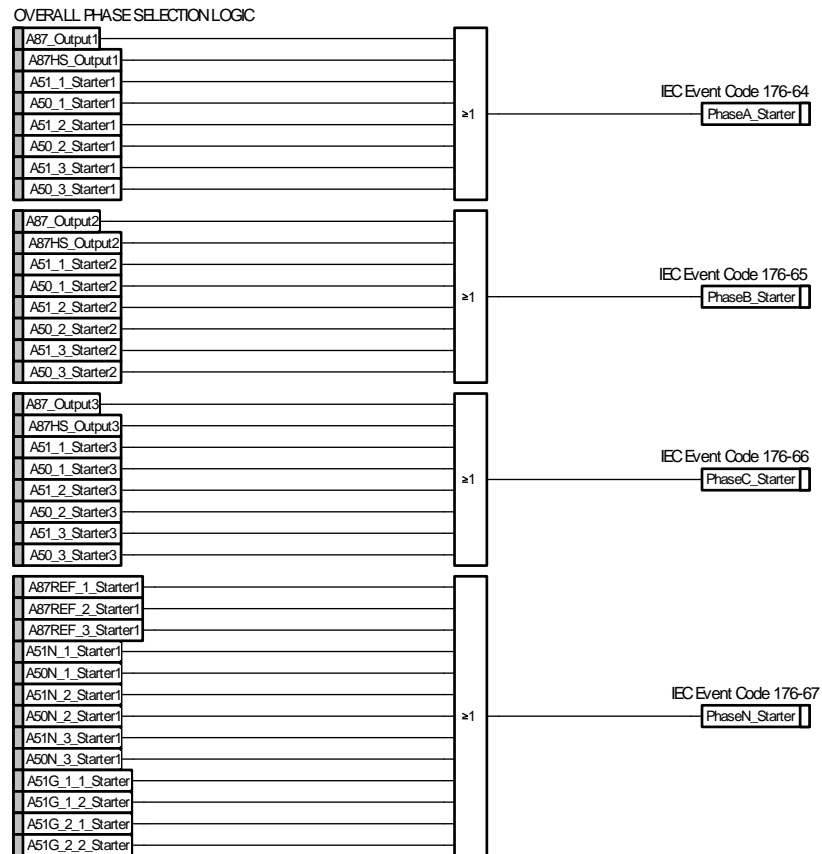 OVERALL PHASE SELECTION LOGIC
A87_Output1
A87HS_Output1
A51_1_Starter1
A50_1_Starter1
A51_2_Starter1
A50_2_Starter1
A51_3_Starter1
A50_3_Starter1
≥1
IEC Event Code 176-64
PhaseA_Starter
A87_Output2
A87HS_Output2
A51_1_Starter2
A50_1_Starter2
A51_2_Starter2
A50_2_Starter2
A51_3_Starter2
A50_3_Starter2
≥1
IEC Event Code 176-65
PhaseB_Starter
A87_Output3
A87HS_Output3
A51_1_Starter3
A50_1_Starter3
A51_2_Starter3
A50_2_Starter3
A51_3_Starter3
A50_3_Starter3
≥1
IEC Event Code 176-66
PhaseC_Starter
A87REF_1_Starter1
A87REF_2_Starter1
A87REF_3_Starter1
A51N_1_Starter1
A50N_1_Starter1
A51N_2_Starter1
A50N_2_Starter1
A51N_3_Starter1
A50N_3_Starter1
A51G_1_1_Starter
A51G_1_2_Starter
A51G_2_1_Starter
A51G_2_2_Starter
≥1
IEC Event Code 176-67
PhaseN_Starter